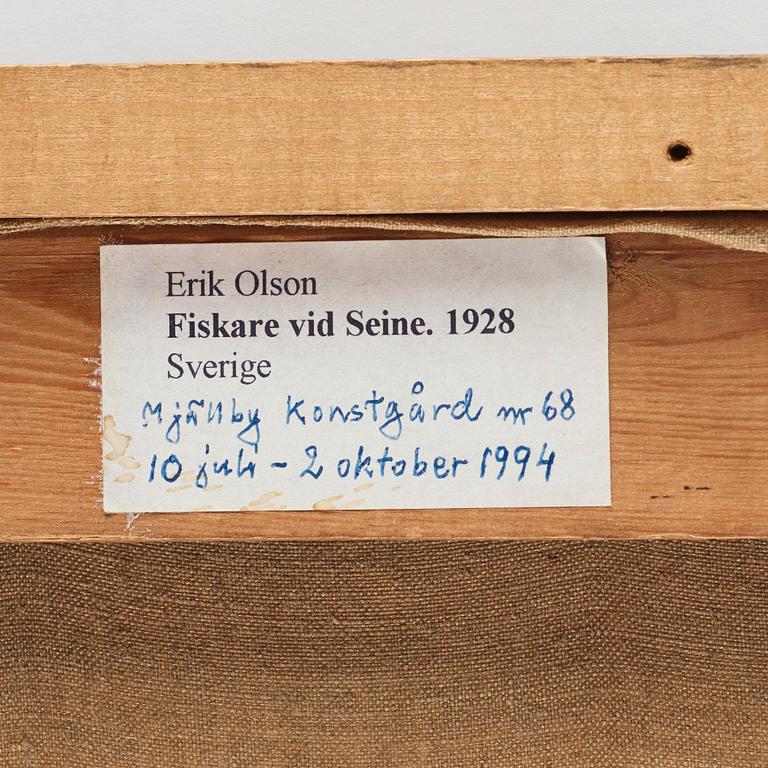 Erik Olson
Fiskare vid Seine. 1928
Sverige
Mjällby Konstgård nr 68
10 juli - 2 oktober 1994